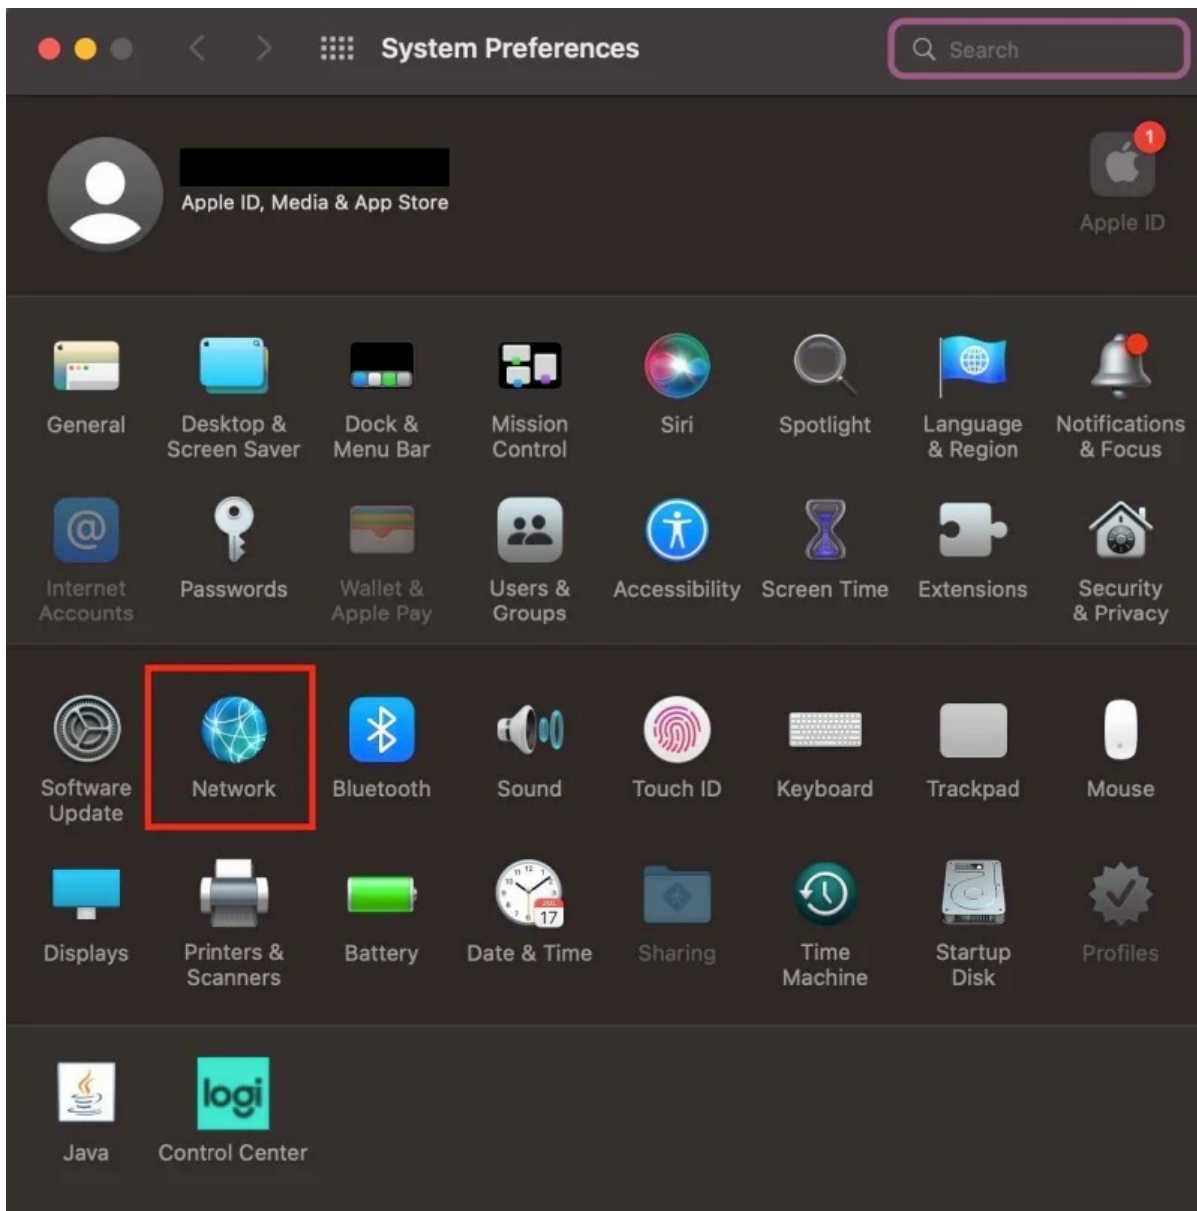 System Preferences
Search
1
Apple ID, Media & App Store
Apple ID
General
Desktop &
Screen Saver
Dock &
Menu Bar
Mission
Control
Siri
Spotlight
Language
& Region
Notifications
& Focus
@
Internet
Accounts
Passwords
Wallet &
Apple Pay
Users &
Groups
Accessibility
Screen Time
Extensions
Security
& Privacy
Software
Update
Network
Bluetooth
Sound
Touch ID
Keyboard
Trackpad
Mouse
Displays
Printers &
Scanners
Battery
JUL
17
Date & Time
Sharing
Time
Machine
Startup
Disk
Profiles
Java
logi
Control Center